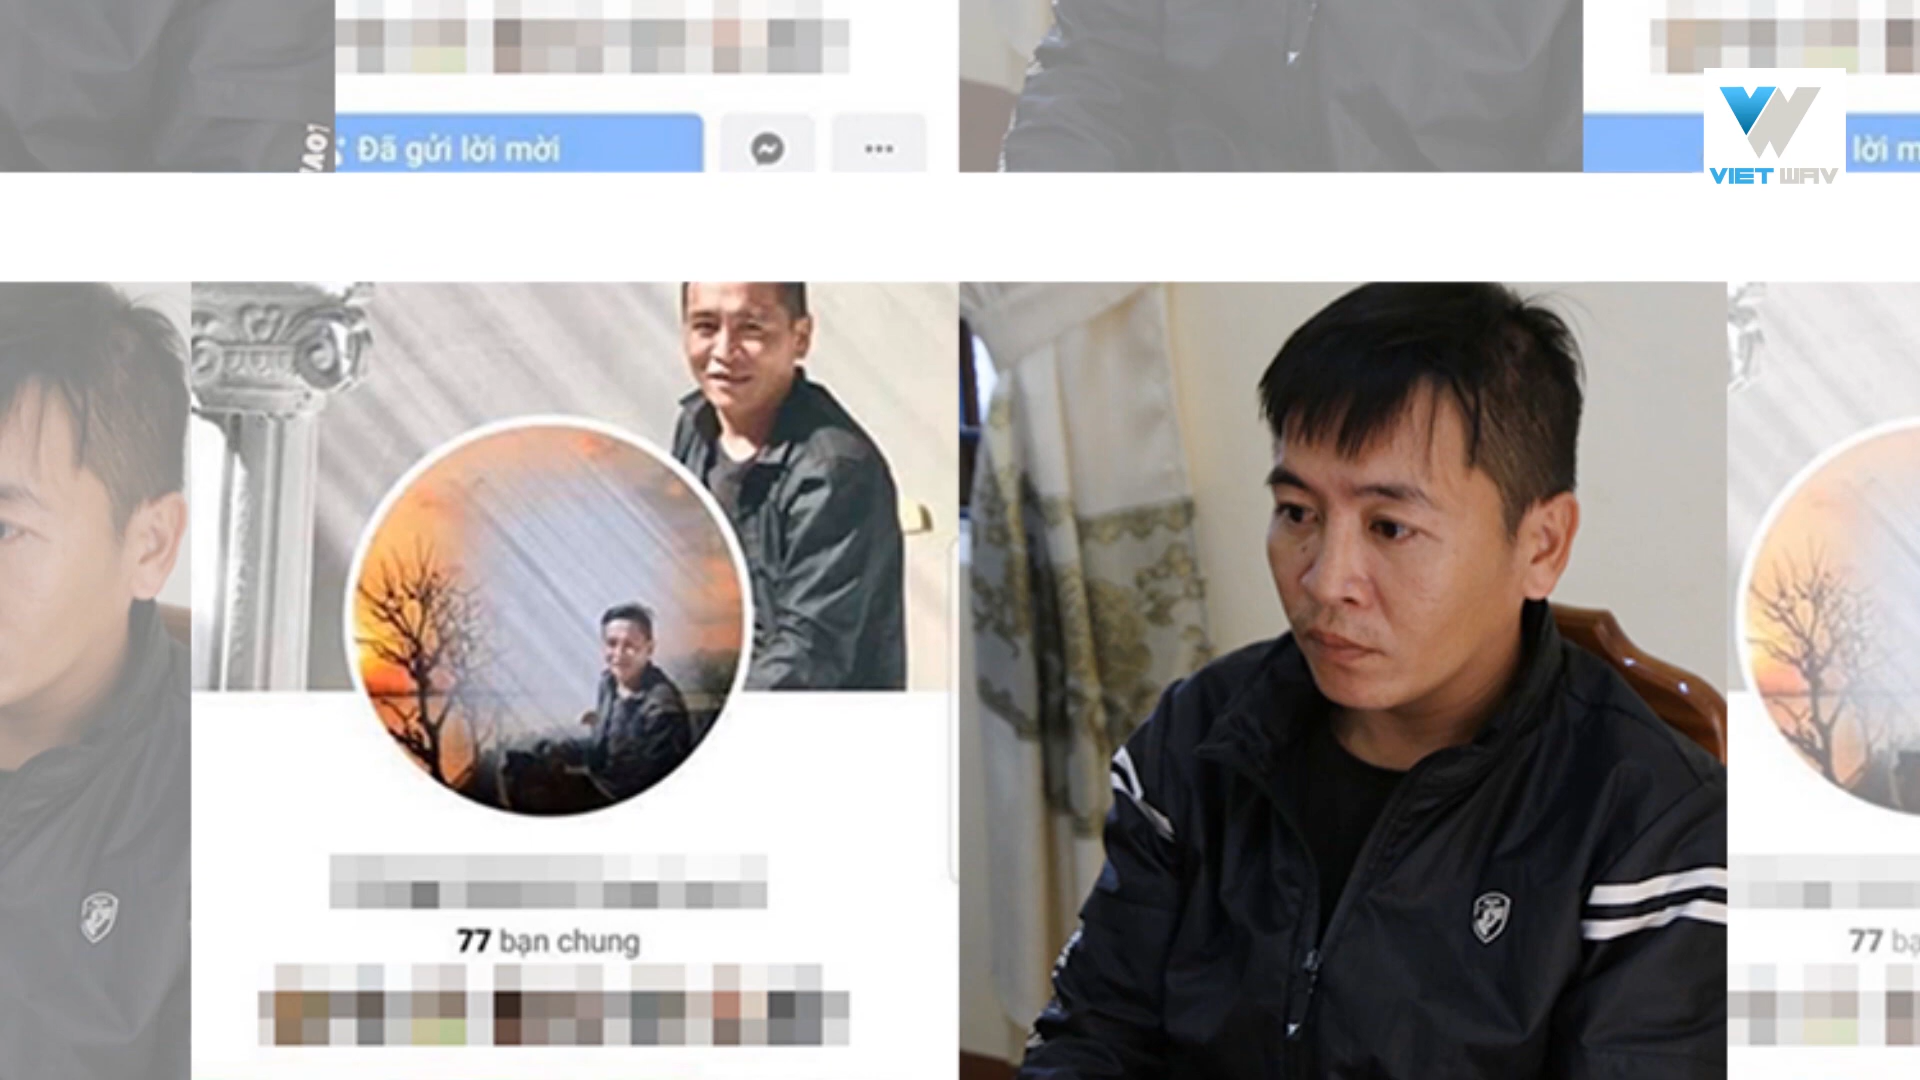 Đã gửi lời mời
lời m
VIET WAV
77 bạn chung
77 bạ